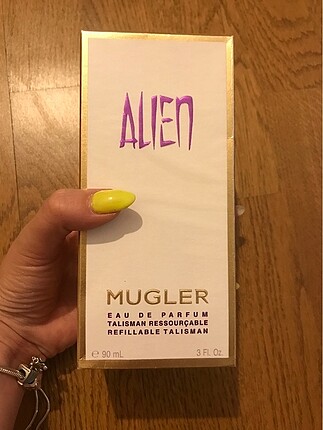 ALIEN
MUGLER
EAU DE PARFUM
TALISMAN RESSOURÇABLE
REFILLABLE TALISMAN
℮ 90 mL 3 Fl. Oz.